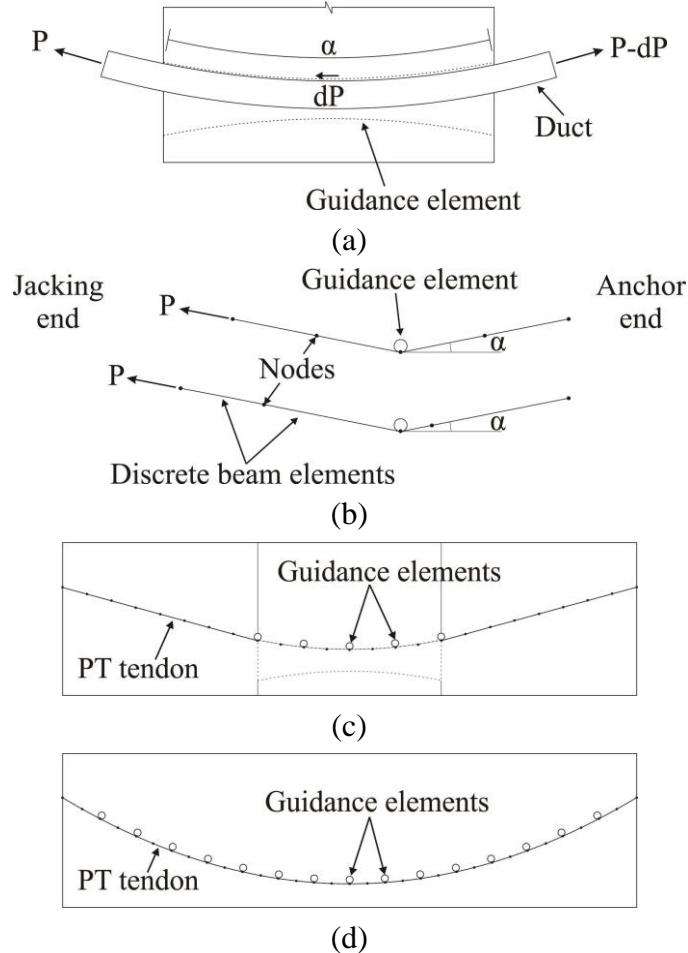 α
P
P-dP
dP
Duct
Guidance element
(a)
Jacking end
Guidance element
Anchor end
P
α
Nodes
P
α
Discrete beam elements
(b)
Guidance elements
PT tendon
(c)
Guidance elements
PT tendon
(d)